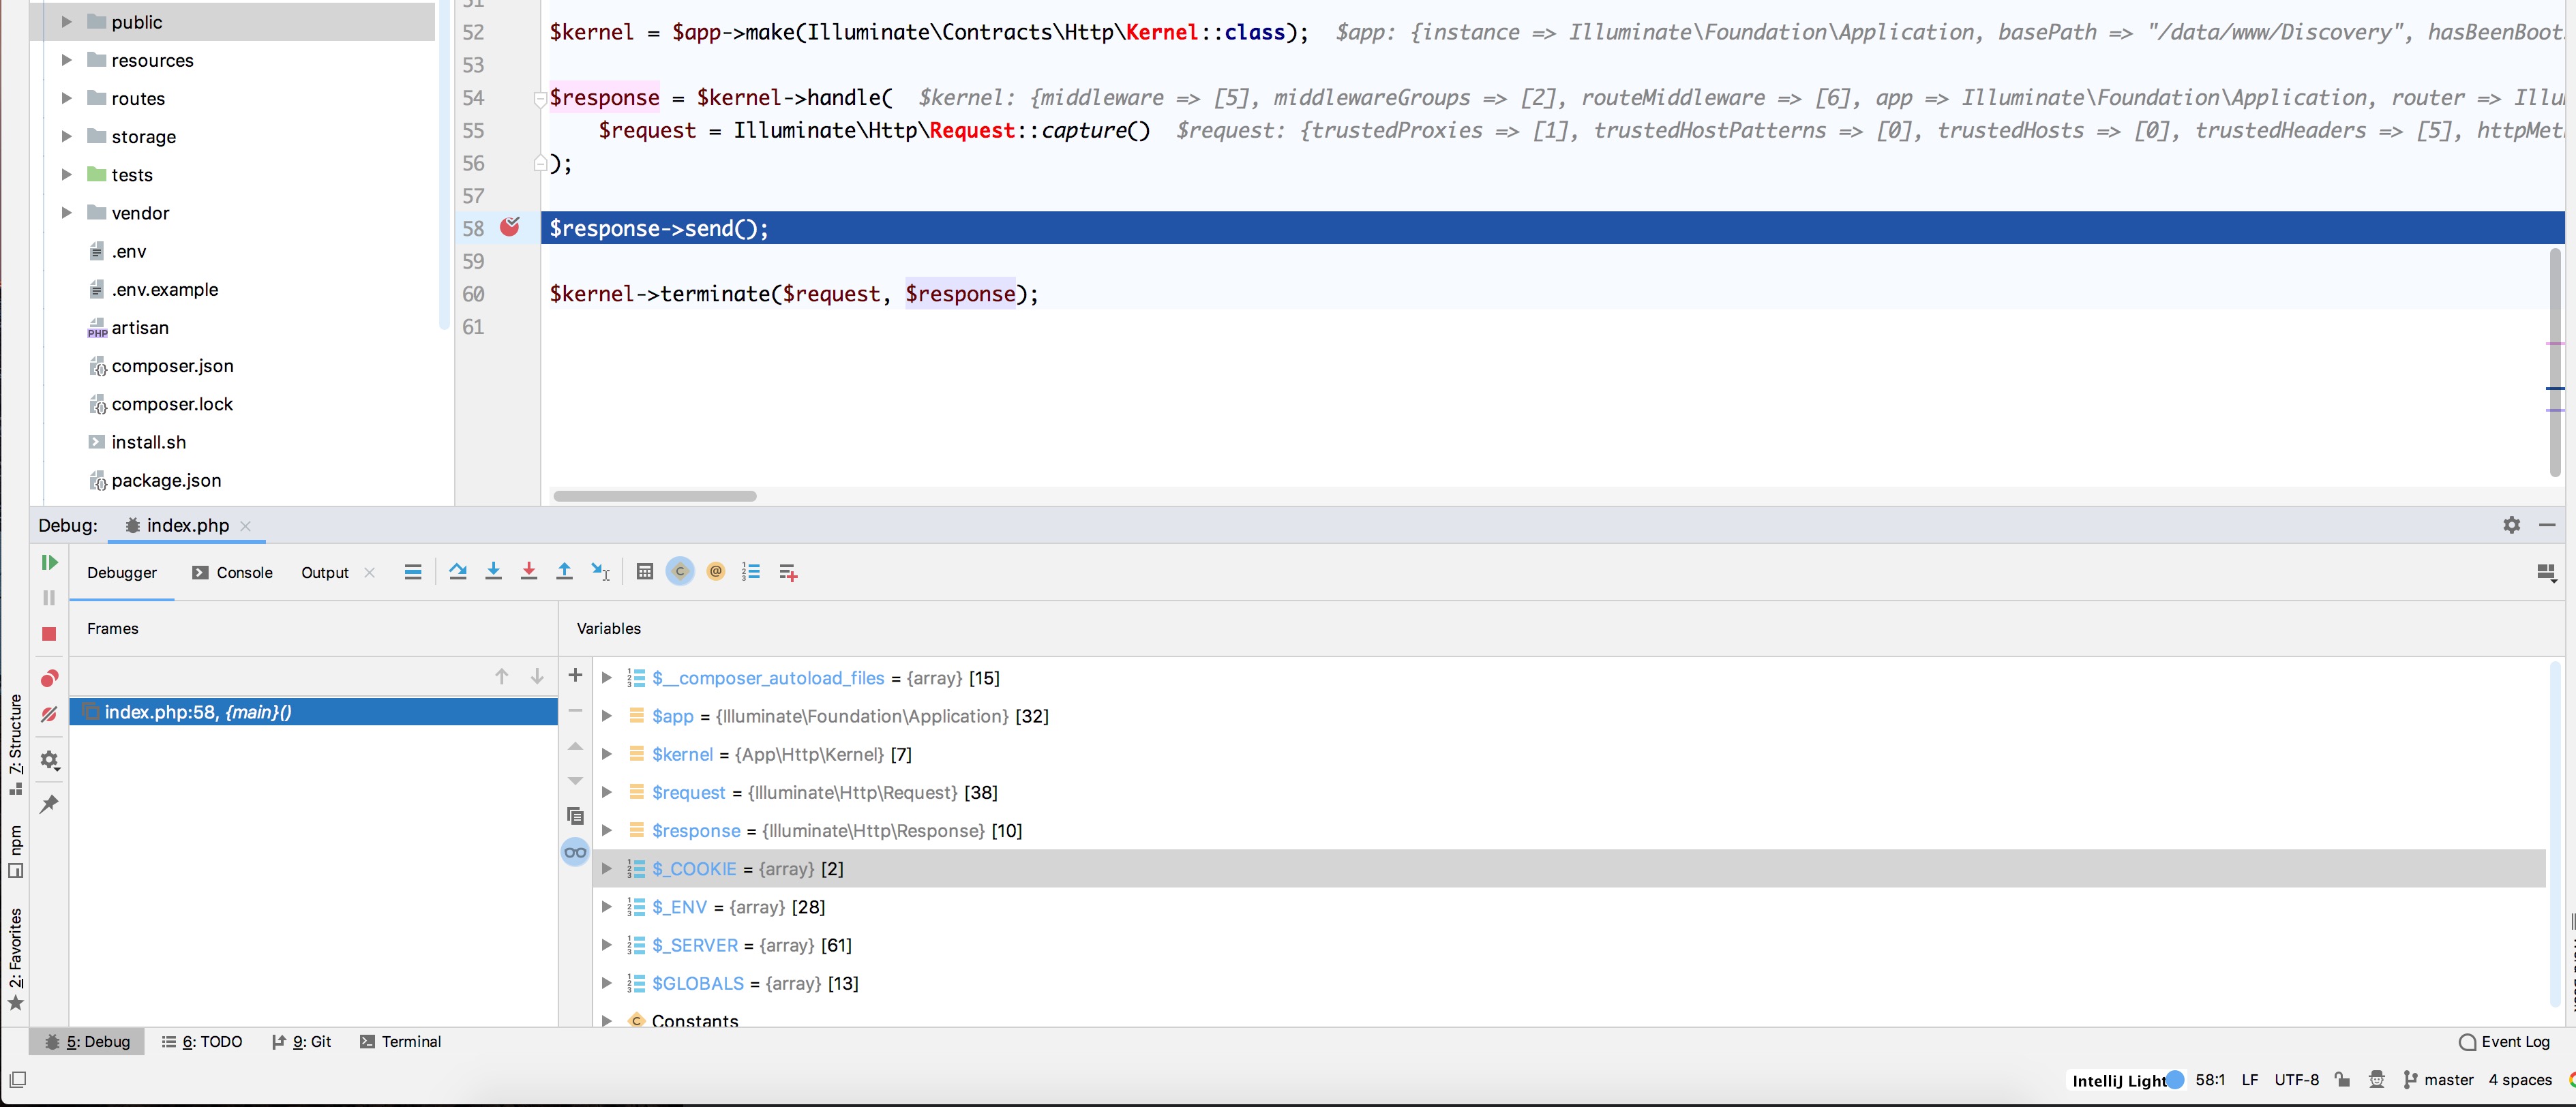 public
resources
routes
storage
tests
vendor
.env
.env.example
artisan
composer.json
composer.lock
install.sh
package.json
51
52 $kernel = $app->make(Illuminate\Contracts\Http\Kernel::class); $app: {instance => Illuminate\Foundation\Application, basePath => "/data/www/Discovery", hasBeenBoot
53
54 $response = $kernel->handle( $kernel: {middleware => [5], middlewareGroups => [2], routeMiddleware => [6], app => Illuminate\Foundation\Application, router => Illu
55 $request = Illuminate\Http\Request::capture() $request: {trustedProxies => [1], trustedHostPatterns => [0], trustedHosts => [0], trustedHeaders => [5], httpMet
56 );
57
58 $response->send();
59
60 $kernel->terminate($request, $response);
61
Debug: index.php
Debugger Console Output
Frames
Variables
index.php:58, {main}()
$__composer_autoload_files = {array} [15]
$app = {Illuminate\Foundation\Application} [32]
$kernel = {App\Http\Kernel} [7]
$request = {Illuminate\Http\Request} [38]
$response = {Illuminate\Http\Response} [10]
$_COOKIE = {array} [2]
$_ENV = {array} [28]
$_SERVER = {array} [61]
$GLOBALS = {array} [13]
Constants
7: Structure
npm
2: Favorites
5: Debug 6: TODO 9: Git Terminal
Event Log
IntelliJ Light 58:1 LF UTF-8 master 4 spaces